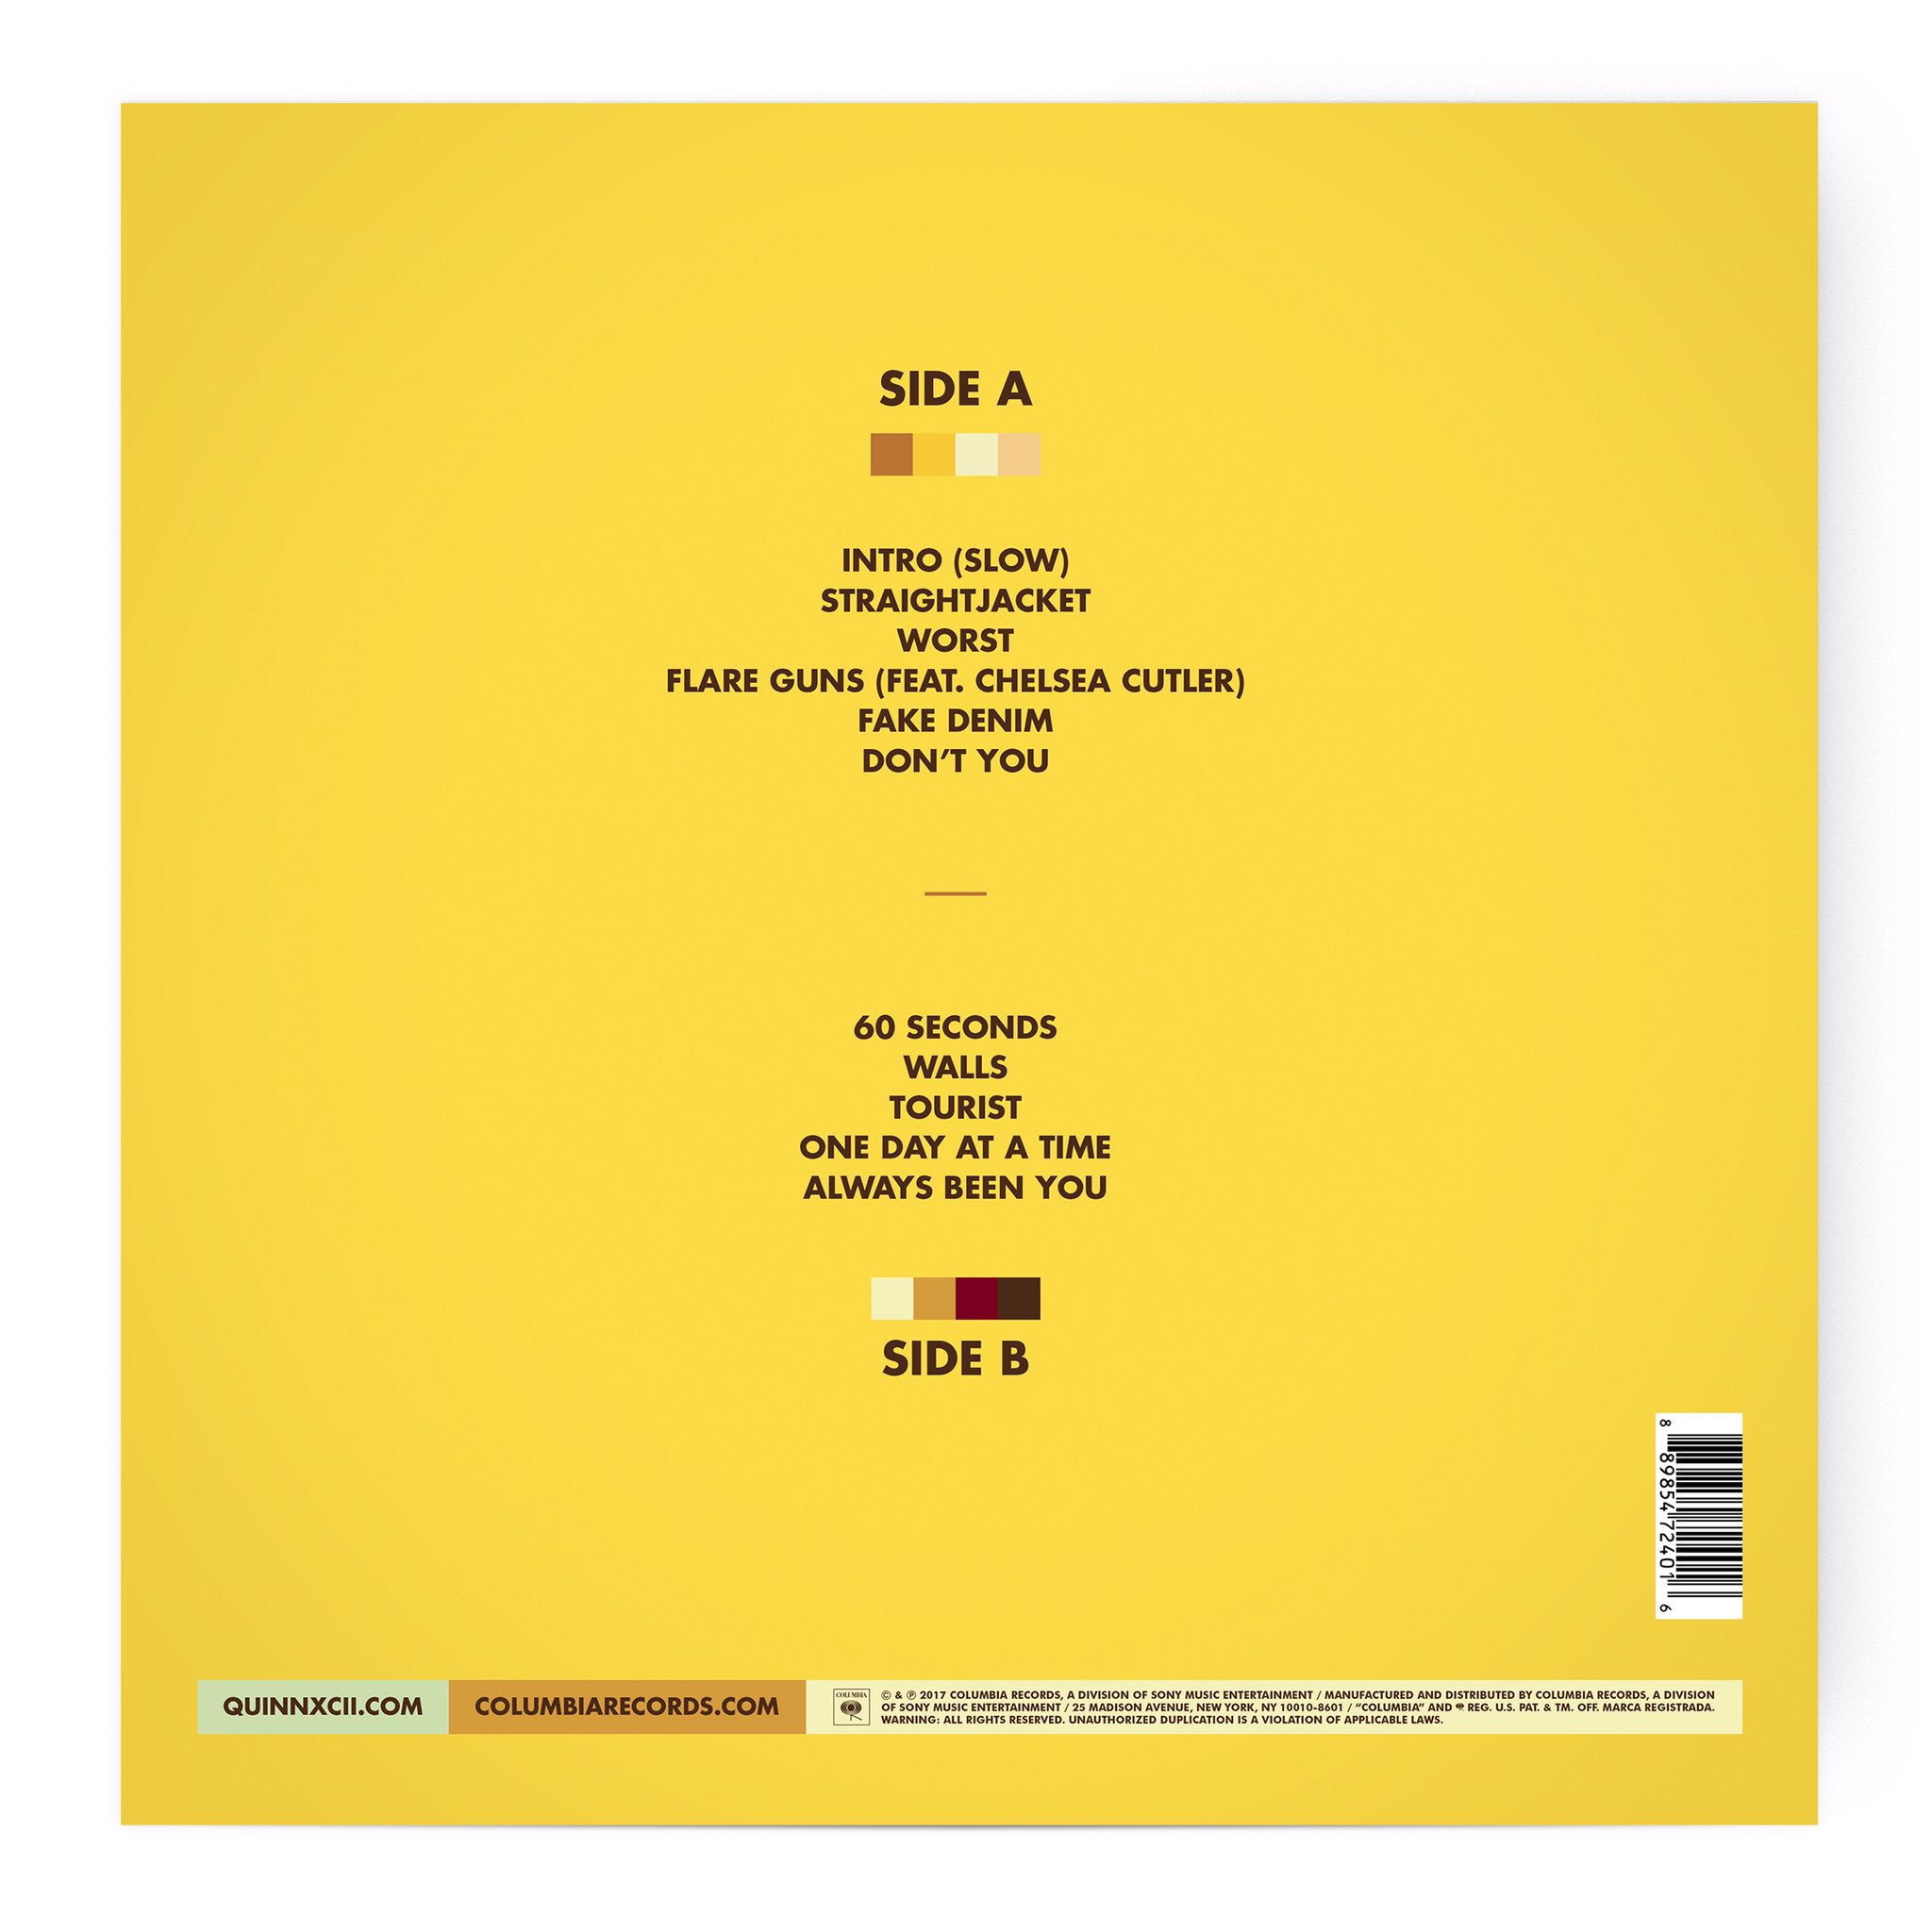 SIDE A
INTRO (SLOW)
STRAIGHTJACKET
WORST
FLARE GUNS (FEAT. CHELSEA CUTLER)
FAKE DENIM
DON’T YOU
60 SECONDS
WALLS
TOURIST
ONE DAY AT A TIME
ALWAYS BEEN YOU
SIDE B
8 89854 72401 6
QUINNXCII.COM
COLUMBIARECORDS.COM
COLUMBIA
© & ℗ 2017 COLUMBIA RECORDS, A DIVISION OF SONY MUSIC ENTERTAINMENT / MANUFACTURED AND DISTRIBUTED BY COLUMBIA RECORDS, A DIVISION
OF SONY MUSIC ENTERTAINMENT / 25 MADISON AVENUE, NEW YORK, NY 10010-8601 / “COLUMBIA” AND REG. U.S. PAT. & TM. OFF. MARCA REGISTRADA.
WARNING: ALL RIGHTS RESERVED. UNAUTHORIZED DUPLICATION IS A VIOLATION OF APPLICABLE LAWS.